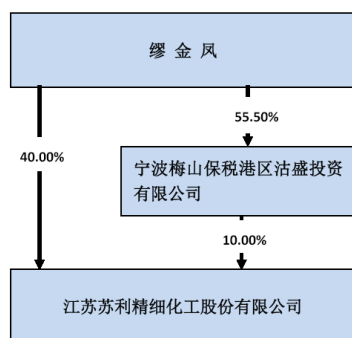 缪 金 凤
55.50%
40.00%
宁波梅山保税港区沽盛投资
有限公司
10.00%
江苏苏利精细化工股份有限公司